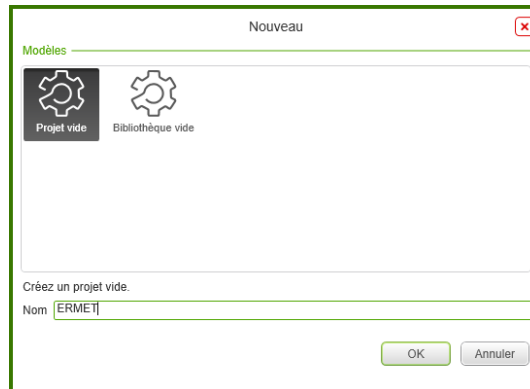 Nouveau
Modèles
Projet vide
Bibliothèque vide
Créez un projet vide.
Nom ERMET
OK Annuler